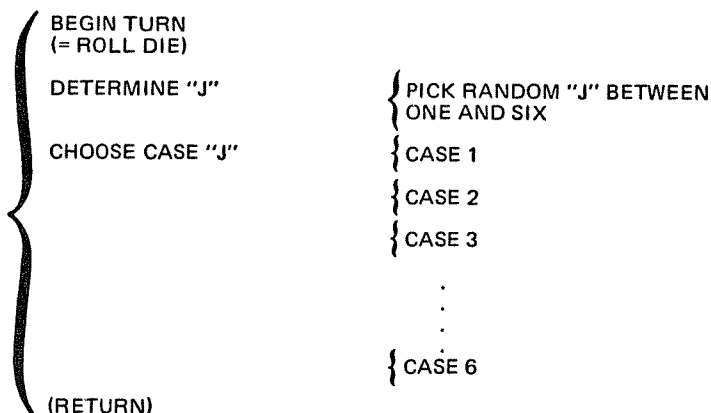 BEGIN TURN
(= ROLL DIE)
DETERMINE "J"
PICK RANDOM "J" BETWEEN
ONE AND SIX
CHOOSE CASE "J"
CASE 1
CASE 2
CASE 3
.
.
.
.
CASE 6
(RETURN)